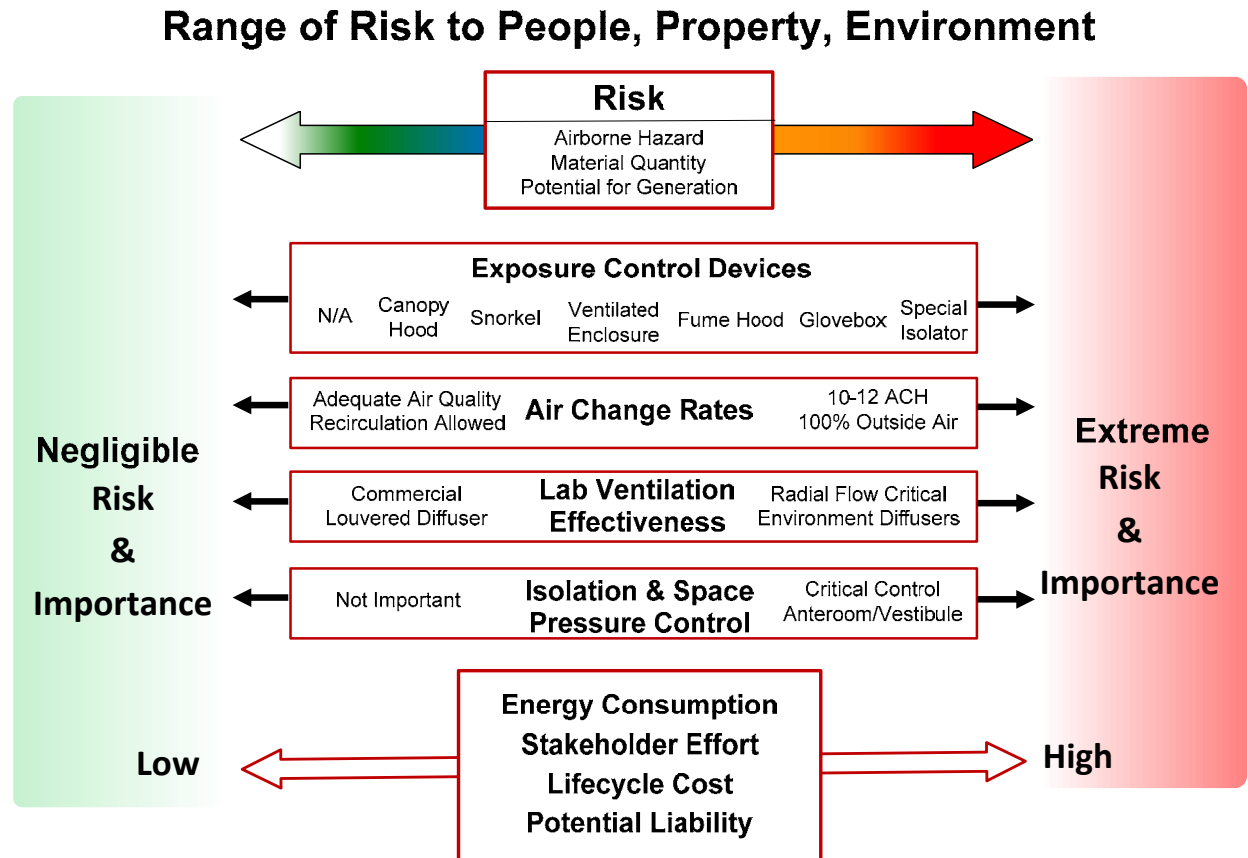 Range of Risk to People, Property, Environment
Risk
Airborne Hazard
Material Quantity
Potential for Generation
Exposure Control Devices
N/A
Canopy
Hood
Snorkel
Ventilated
Enclosure
Fume Hood
Glovebox
Special
Isolator
Adequate Air Quality
Recirculation Allowed
Air Change Rates
10-12 ACH
100% Outside Air
Commercial
Louvered Diffuser
Lab Ventilation
Effectiveness
Radial Flow Critical
Environment Diffusers
Not Important
Isolation & Space
Pressure Control
Critical Control
Anteroom/Vestibule
Negligible
Risk
&
Importance
Extreme
Risk
&
Importance
Energy Consumption
Stakeholder Effort
Lifecycle Cost
Potential Liability
Low
High